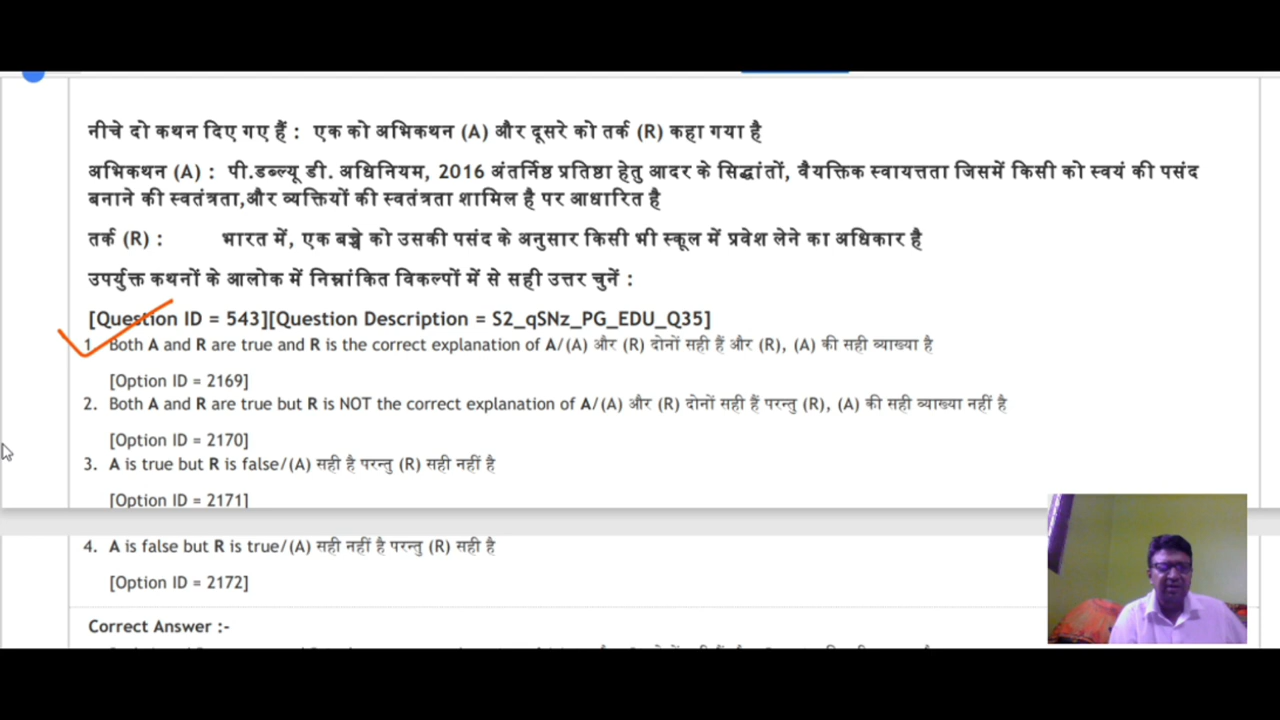 नीचे दो कथन दिए गए हैं : एक को अभिकथन (A) और दूसरे को तर्क (R) कहा गया है
अभिकथन (A) : पी.डब्ल्यू डी. अधिनियम, 2016 अंतर्निष्ठ प्रतिष्ठा हेतु आदर के सिद्धांतों, वैयक्तिक स्वायत्तता जिसमें किसी को स्वयं की पसंद
बनाने की स्वतंत्रता,और व्यक्तियों की स्वतंत्रता शामिल है पर आधारित है
तर्क (R) : भारत में, एक बच्चे को उसकी पसंद के अनुसार किसी भी स्कूल में प्रवेश लेने का अधिकार है
उपर्युक्त कथनों के आलोक में निम्नांकित विकल्पों में से सही उत्तर चुनें :
[Question ID = 543][Question Description = S2_qSNz_PG_EDU_Q35]
1. Both A and R are true and R is the correct explanation of A/(A) और (R) दोनों सही हैं और (R), (A) की सही व्याख्या है
[Option ID = 2169]
2. Both A and R are true but R is NOT the correct explanation of A/(A) और (R) दोनों सही हैं परन्तु (R), (A) की सही व्याख्या नहीं है
[Option ID = 2170]
3. A is true but R is false/(A) सही है परन्तु (R) सही नहीं है
[Option ID = 2171]
4. A is false but R is true/(A) सही नहीं है परन्तु (R) सही है
[Option ID = 2172]
Correct Answer :-